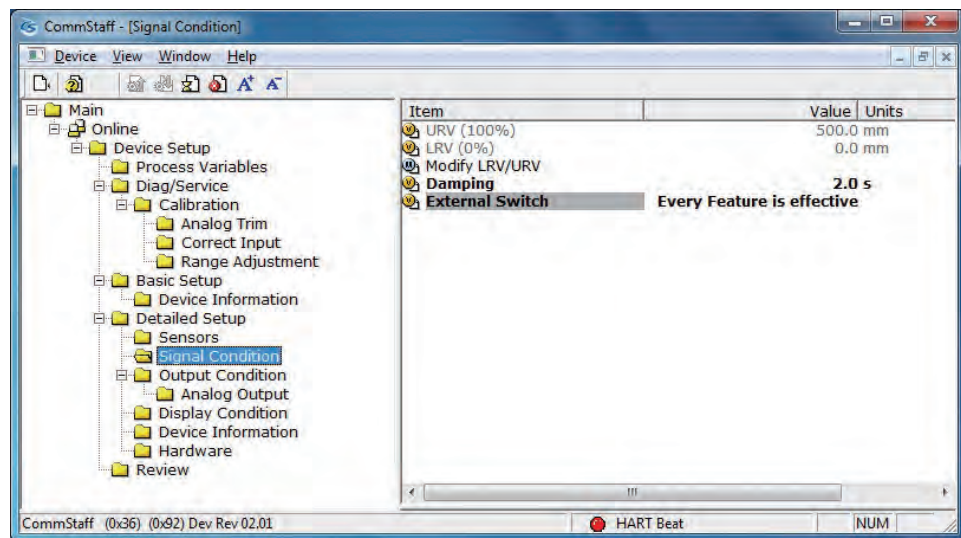 CommStaff - [Signal Condition]
Device View Window Help
Main
Online
Device Setup
Process Variables
Diag/Service
Calibration
Analog Trim
Correct Input
Range Adjustment
Basic Setup
Device Information
Detailed Setup
Sensors
Signal Condition
Output Condition
Analog Output
Display Condition
Device Information
Hardware
Review
Item Value Units
URV (100%) 500.0 mm
LRV (0%) 0.0 mm
Modify LRV/URV
Damping 2.0 s
External Switch Every Feature is effective
CommStaff (0x36) (0x92) Dev Rev 02.01 HART Beat NUM